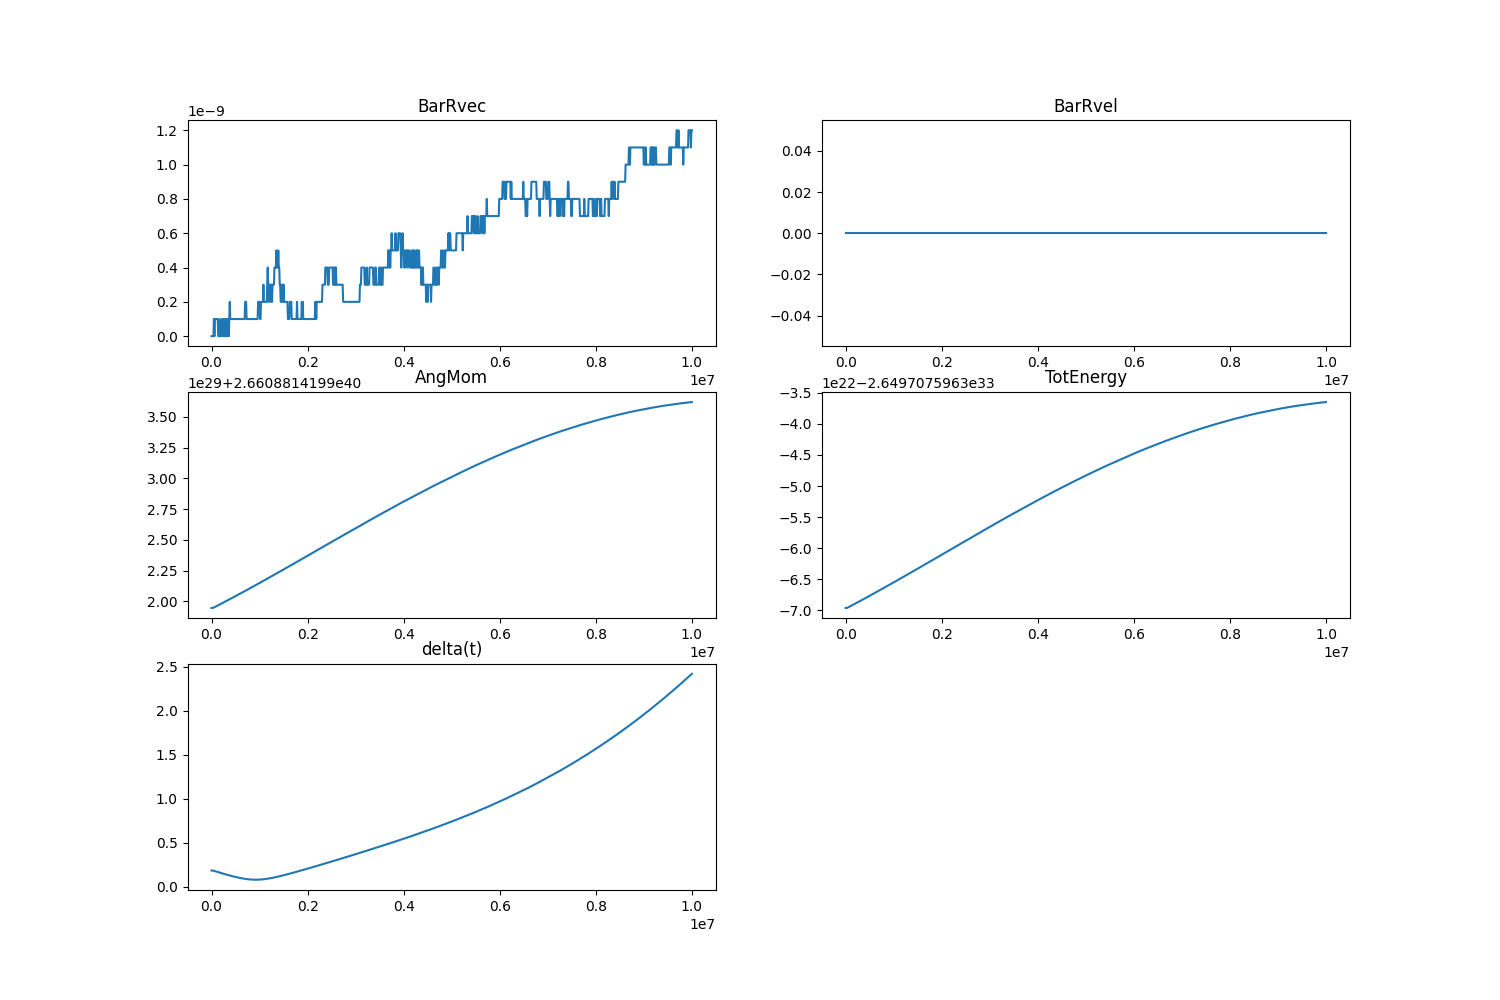 BarRvec
1e−9
1.2
1.0
0.8
0.6
0.4
0.2
0.0
0.0 0.2 0.4 0.6 0.8 1.0
1e7
BarRvel
0.04
0.02
0.00
−0.02
−0.04
0.0 0.2 0.4 0.6 0.8 1.0
1e7
AngMom
1e29+2.6608814199e40
3.50
3.25
3.00
2.75
2.50
2.25
2.00
0.0 0.2 0.4 0.6 0.8 1.0
1e7
TotEnergy
1e22−2.6497075963e33
−3.5
−4.0
−4.5
−5.0
−5.5
−6.0
−6.5
−7.0
0.0 0.2 0.4 0.6 0.8 1.0
1e7
delta(t)
2.5
2.0
1.5
1.0
0.5
0.0
0.0 0.2 0.4 0.6 0.8 1.0
1e7